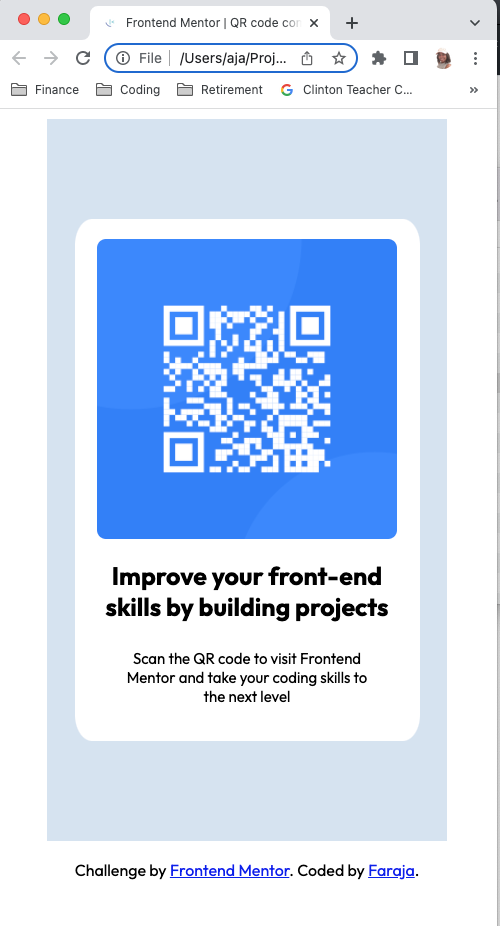 Frontend Mentor | QR code con
File /Users/aja/Proj...
Finance Coding Retirement Clinton Teacher C... »
Improve your front-end
skills by building projects
Scan the QR code to visit Frontend
Mentor and take your coding skills to
the next level
Challenge by Frontend Mentor. Coded by Faraja.